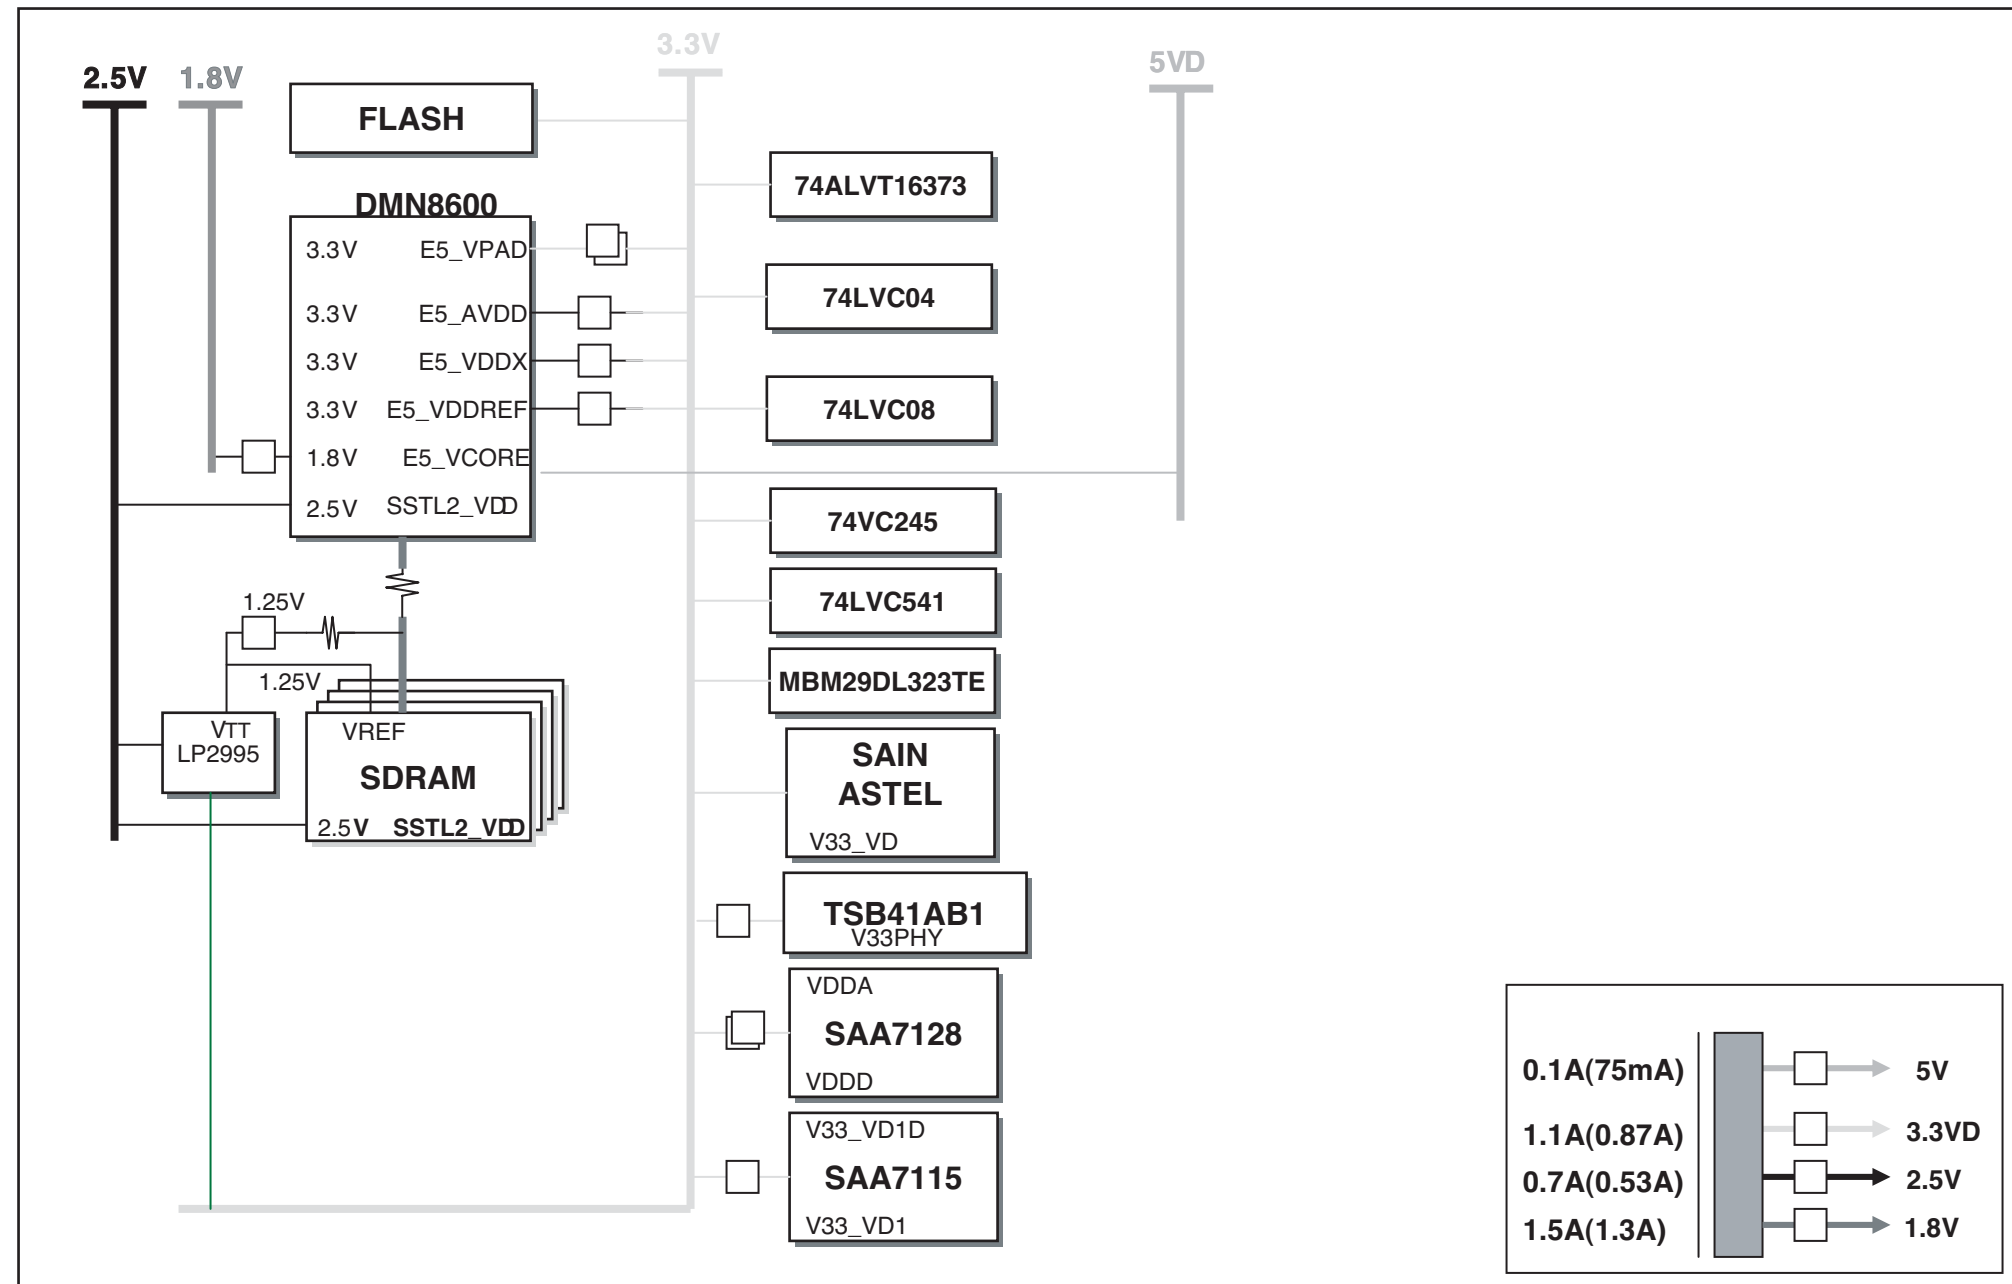 3.3V
5VD
2.5V 1.8V
FLASH
DMN8600
3.3V E5_VPAD
3.3V E5_AVDD
3.3V E5_VDDX
3.3V E5_VDDREF
1.8V E5_VCORE
2.5V SSTL2_VDD
1.25V
1.25V
VTT
LP2995
VREF
SDRAM
2.5V SSTL2_VDD
74ALVT16373
74LVC04
74LVC08
74VC245
74LVC541
MBM29DL323TE
SAIN
ASTEL
V33_VD
TSB41AB1
V33PHY
VDDA
SAA7128
VDDD
V33_VD1D
SAA7115
V33_VD1
0.1A(75mA) 5V
1.1A(0.87A) 3.3VD
0.7A(0.53A) 2.5V
1.5A(1.3A) 1.8V